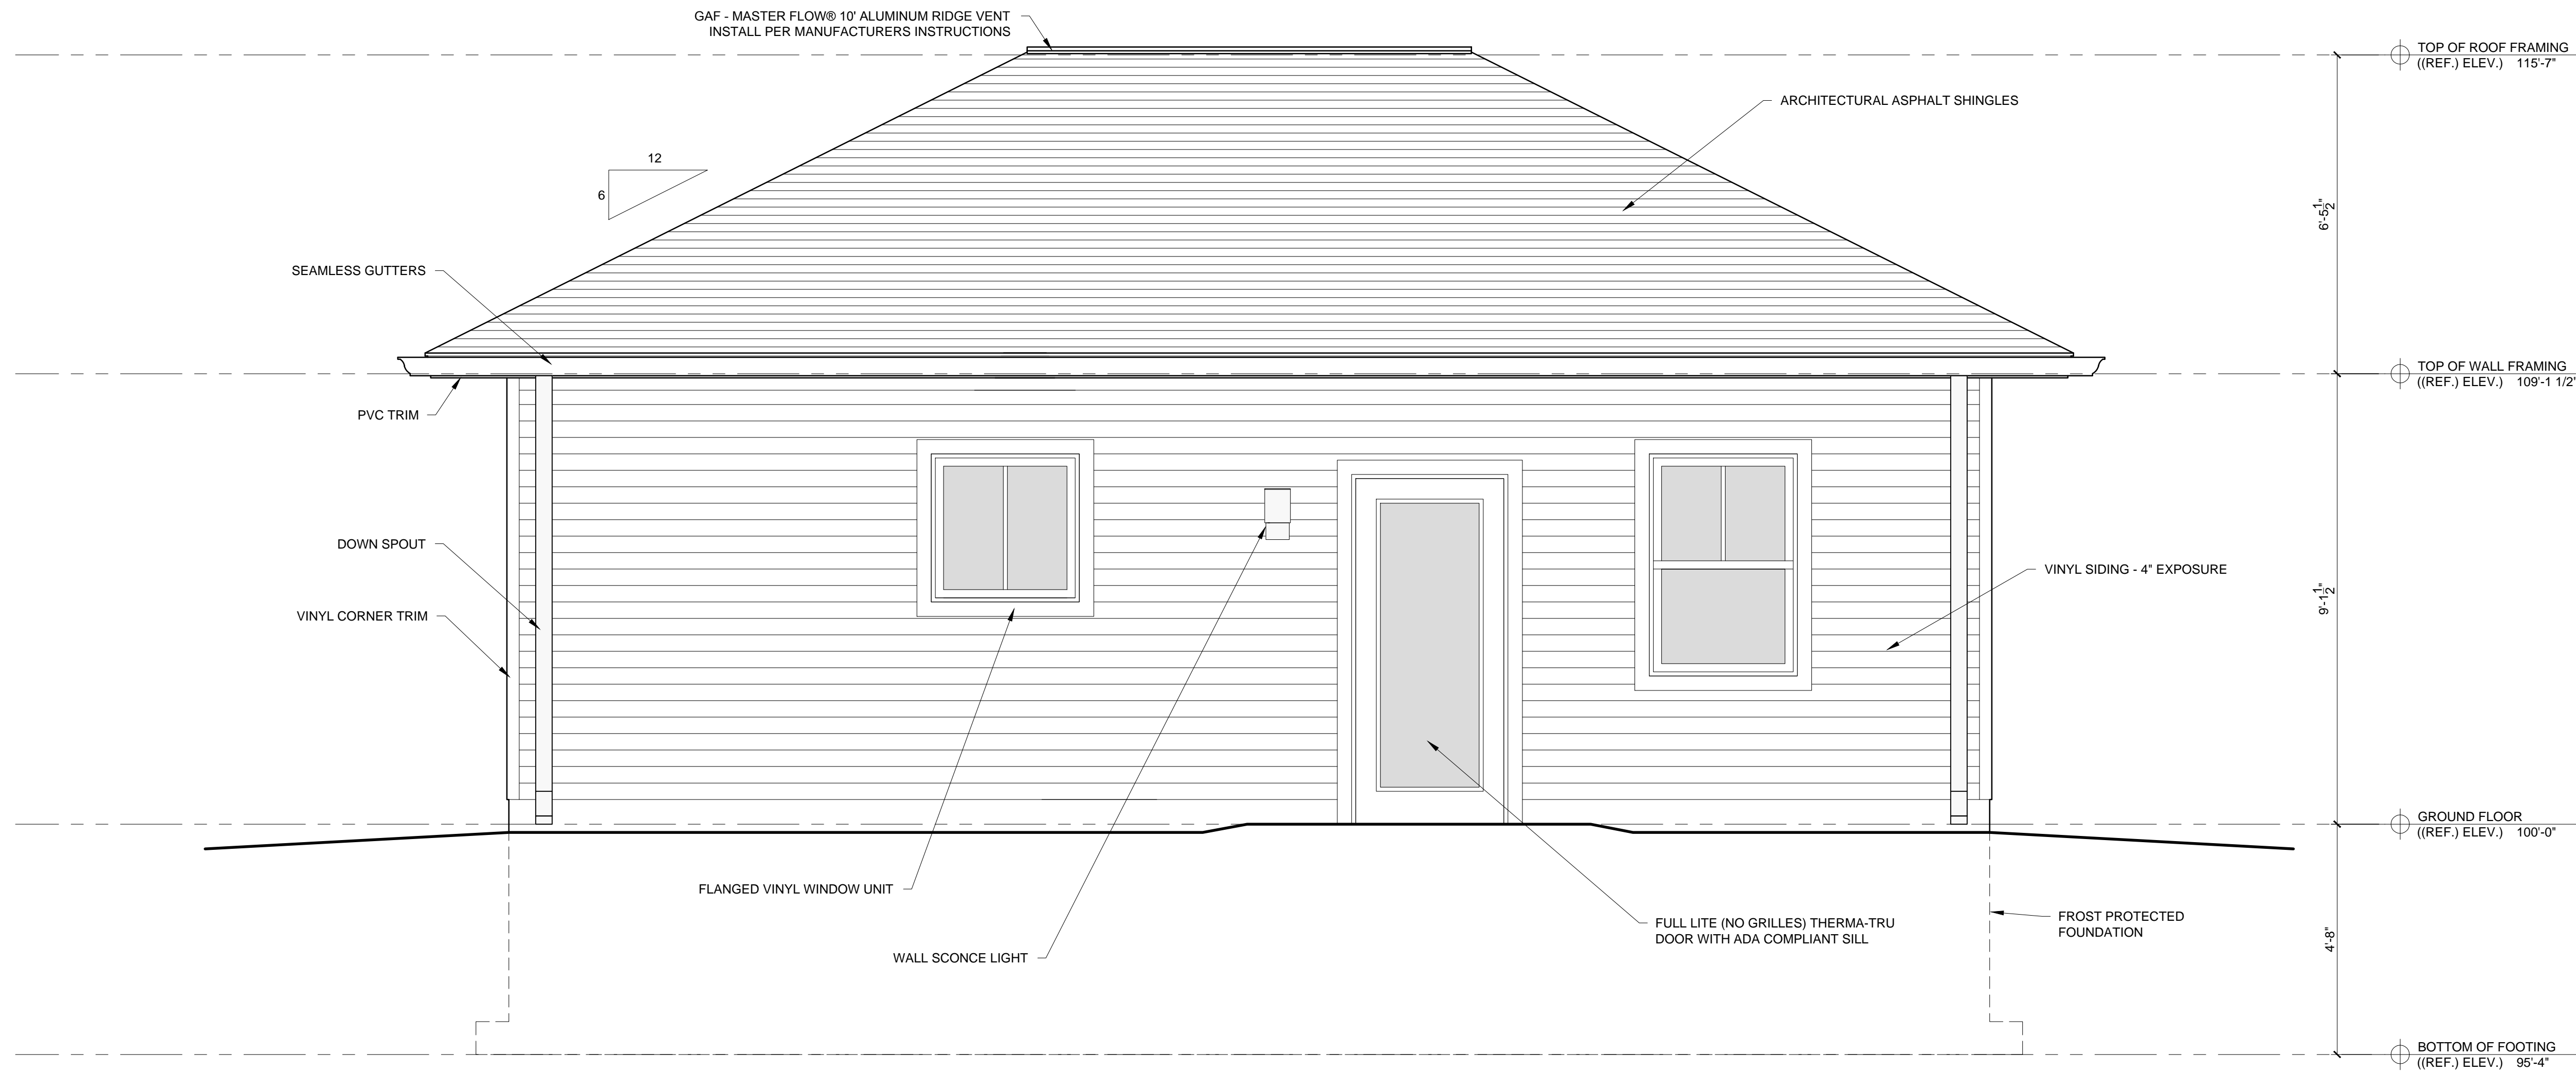 GAF - MASTER FLOW® 10' ALUMINUM RIDGE VENT
INSTALL PER MANUFACTURERS INSTRUCTIONS
TOP OF ROOF FRAMING
((REF.) ELEV.) 115'-7"
ARCHITECTURAL ASPHALT SHINGLES
12
6
6'-5 1/2"
SEAMLESS GUTTERS
TOP OF WALL FRAMING
((REF.) ELEV.) 109'-1 1/2"
PVC TRIM
DOWN SPOUT
VINYL SIDING - 4" EXPOSURE
9'-1 1/2"
VINYL CORNER TRIM
GROUND FLOOR
((REF.) ELEV.) 100'-0"
FLANGED VINYL WINDOW UNIT
FULL LITE (NO GRILLES) THERMA-TRU
DOOR WITH ADA COMPLIANT SILL
FROST PROTECTED
FOUNDATION
4'-8"
WALL SCONCE LIGHT
BOTTOM OF FOOTING
((REF.) ELEV.) 95'-4"